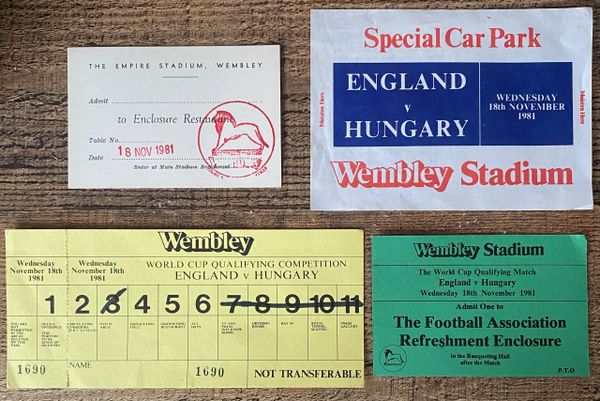 THE EMPIRE STADIUM, WEMBLEY
Admit
to Enclosure Restaurant
Table No.
18 NOV 1981
Date
Enter at Main Stadium
Special Car Park
Moisten Here
ENGLAND
v
HUNGARY
WEDNESDAY
18th NOVEMBER
1981
Moisten Here
Wembley Stadium
Wembley
Wednesday
November 18th
1981
Wednesday
November 18th
1981
WORLD CUP QUALIFYING COMPETITION
ENGLAND v HUNGARY
1 2 3 4 5 6 7 8 9 10 11
NAME
1690
1690
NOT TRANSFERABLE
Wembley Stadium
The World Cup Qualifying Match
England v Hungary
Wednesday 18th November 1981
Admit One to
The Football Association
Refreshment Enclosure
in the Banqueting Hall
after the Match
P.T.O